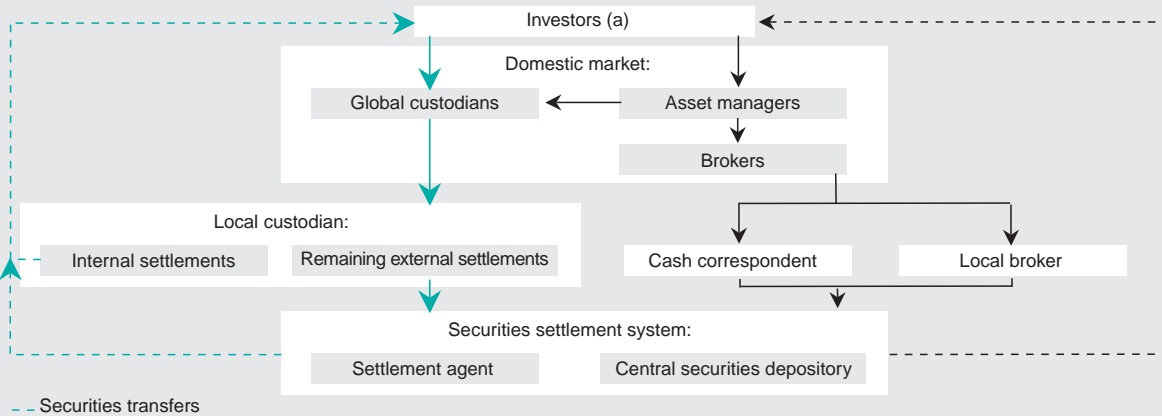 Investors (a)
Domestic market:
Global custodians
Asset managers
Brokers
Local custodian:
Internal settlements
Remaining external settlements
Cash correspondent
Local broker
Securities settlement system:
Settlement agent
Central securities depository
Securities transfers